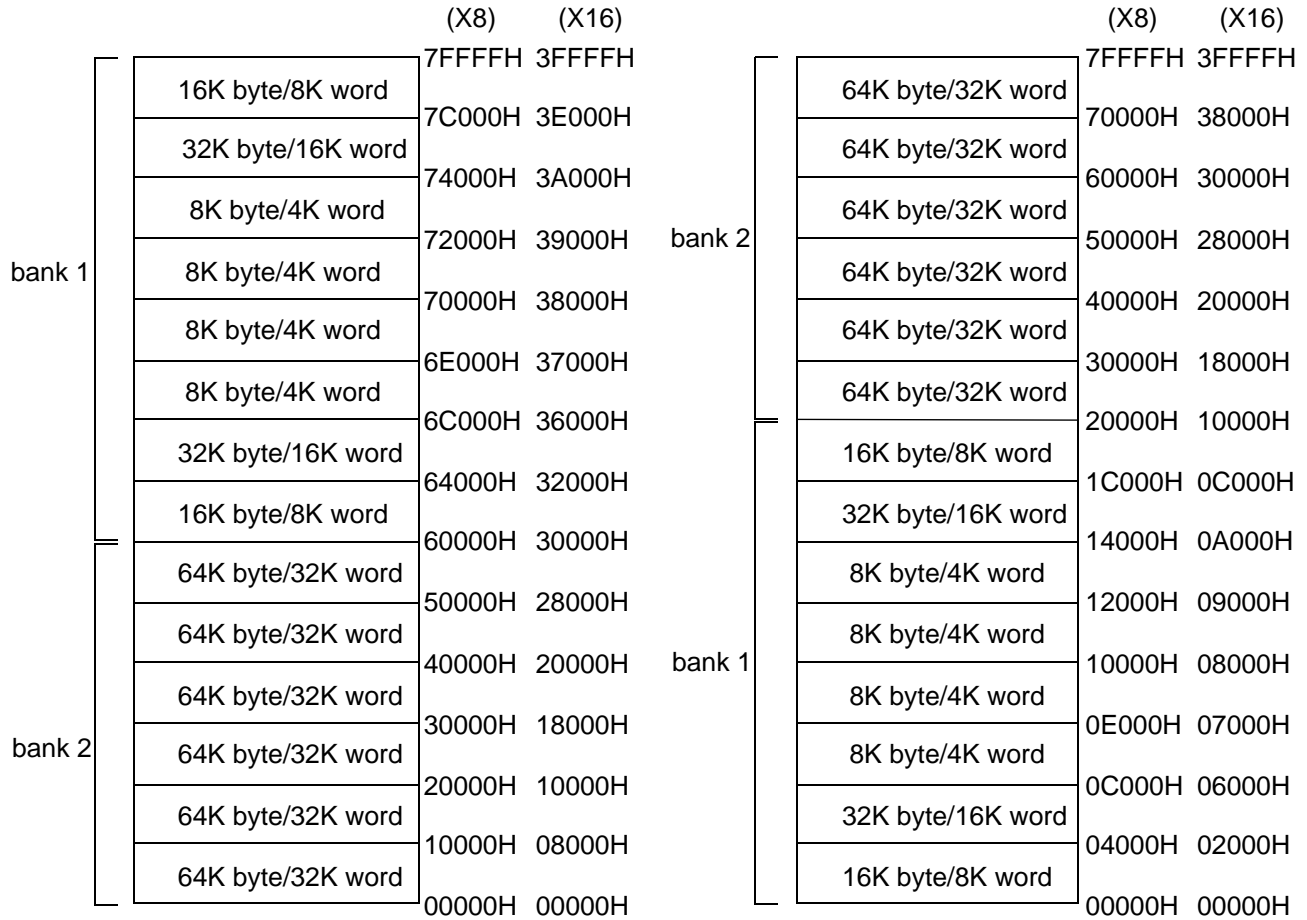 (X8) (X16)
7FFFFH 3FFFFH
16K byte/8K word
7C000H 3E000H
32K byte/16K word
74000H 3A000H
8K byte/4K word
72000H 39000H
bank 1
8K byte/4K word
70000H 38000H
8K byte/4K word
6E000H 37000H
8K byte/4K word
6C000H 36000H
32K byte/16K word
64000H 32000H
16K byte/8K word
60000H 30000H
64K byte/32K word
50000H 28000H
64K byte/32K word
40000H 20000H
64K byte/32K word
30000H 18000H
bank 2
64K byte/32K word
20000H 10000H
64K byte/32K word
10000H 08000H
64K byte/32K word
00000H 00000H
(X8) (X16)
7FFFFH 3FFFFH
64K byte/32K word
70000H 38000H
64K byte/32K word
60000H 30000H
64K byte/32K word
bank 2
50000H 28000H
64K byte/32K word
40000H 20000H
64K byte/32K word
30000H 18000H
64K byte/32K word
20000H 10000H
16K byte/8K word
1C000H 0C000H
32K byte/16K word
14000H 0A000H
8K byte/4K word
12000H 09000H
8K byte/4K word
bank 1
10000H 08000H
8K byte/4K word
0E000H 07000H
8K byte/4K word
0C000H 06000H
32K byte/16K word
04000H 02000H
16K byte/8K word
00000H 00000H